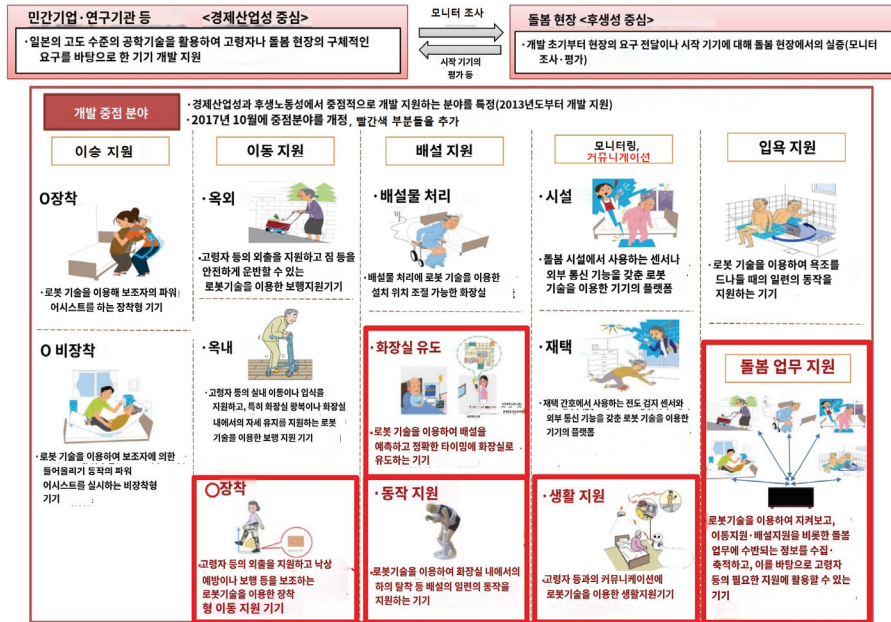 민간기업·연구기관 등 <경제산업성 중심>
·일본의 고도 수준의 공학기술을 활용하여 고령자나 돌봄 현장의 구체적인
요구를 바탕으로 한 기기 개발 지원
모니터 조사
시작 기기의
평가 등
돌봄 현장 <후생성 중심>
·개발 초기부터 현장의 요구 전달이나 시작 기기에 대해 돌봄 현장에서의 실증(모니터
조사·평가)
개발 중점 분야
·경제산업성과 후생노동성에서 중점적으로 개발 지원하는 분야를 특정(2013년도부터 개발 지원)
·2017년 10월에 중점분야를 개정, 빨간색 부분들을 추가
이승 지원
O장착
·로봇 기술을 이용해 보조자의 파워
어시스트를 하는 장착형 기기
O 비장착
·로봇 기술을 이용하여 보조자에 의한
들어올리기 동작의 파워
어시스트를 실시하는 비장착형
기기
이동 지원
·옥외
·고령자 등의 외출을 지원하고 짐 등을
안전하게 운반할 수 있는
로봇기술을 이용한 보행지원기기
·옥내
·고령자 등의 실내 이동이나 입식을
지원하고, 특히 화장실 왕복이나 화장실
내에서의 자세 유지를 지원하는 로봇
기술을 이용한 보행 지원 기기
O장착
·고령자 등의 외출을 지원하고 낙상
예방이나 보행 등을 보조하는
로봇기술을 이용한 장착
형 이동 지원 기기
배설 지원
·배설물 처리
·배설물 처리에 로봇 기술을 이용한
설치 위치 조절 가능한 화장실
·화장실 유도
·로봇 기술을 이용하여 배설을
예측하고 정확한 타이밍에 화장실로
유도하는 기기
·동작 지원
·로봇기술을 이용하여 화장실 내에서의
하의 탈착 등 배설의 일련의 동작을
지원하는 기기
모니터링,
커뮤니게이션
·시설
·돌봄 시설에서 사용하는 센서나
외부 통신 기능을 갖춘 로봇
기술을 이용한 기기의 플랫폼
·재택
·재택 간호에서 사용하는 전도 검지 센서와
외부 통신 기능을 갖춘 로봇 기술을 이용한
기기의 플랫폼
·생활 지원
·고령자 등과의 커뮤니케이션에
로봇기술을 이용한 생활지원기기
입욕 지원
·로봇 기술을 이용하여 욕조를
드나들 때의 일련의 동작을
지원하는 기기
돌봄 업무 지원
·로봇기술을 이용하여 지켜보고,
이동지원·배설지원을 비롯한 돌봄
업무에 수반되는 정보를 수집·
축적하고, 이를 바탕으로 고령자
등의 필요한 지원에 활용할 수 있는
기기